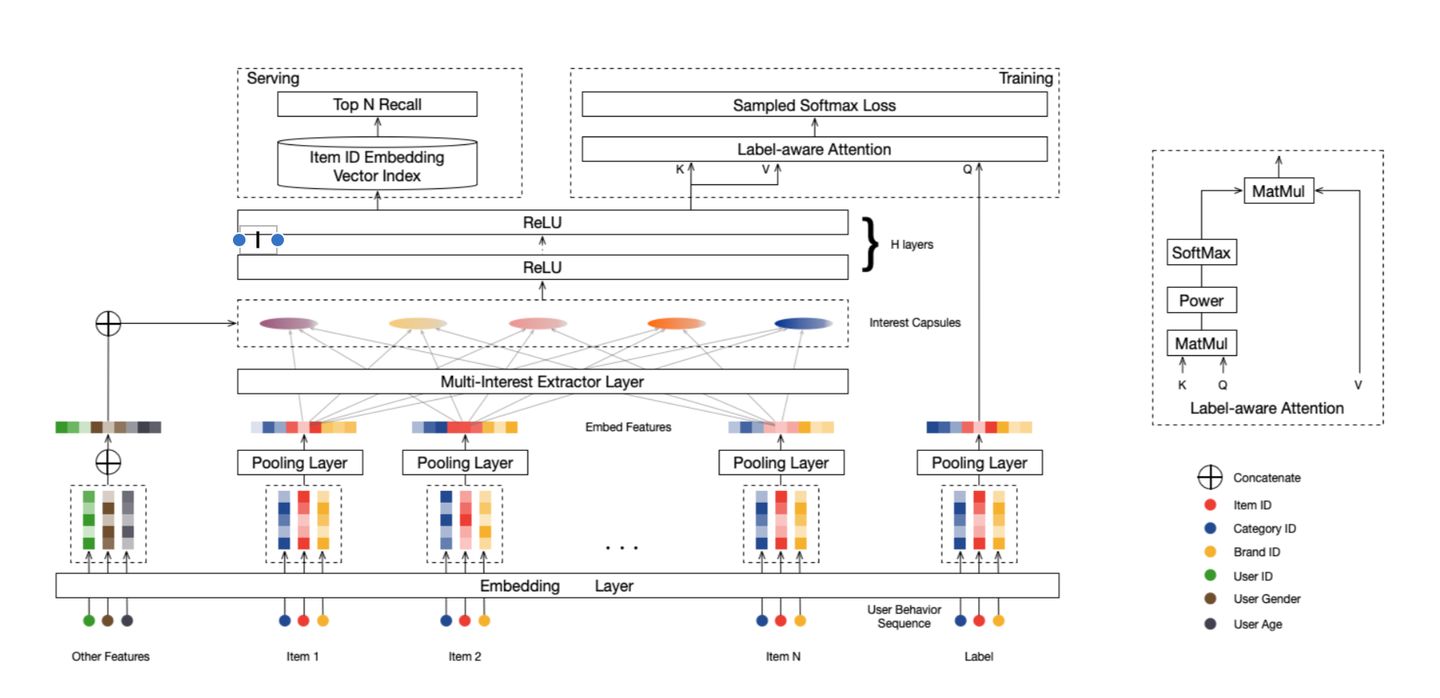 Serving
Training
Top N Recall
Sampled Softmax Loss
Item ID Embedding
Vector Index
Label-aware Attention
K
V
Q
ReLU
I
H layers
ReLU
Interest Capsules
Multi-Interest Extractor Layer
Embed Features
Pooling Layer
Pooling Layer
Pooling Layer
Pooling Layer
. . .
Embedding Layer
User Behavior
Sequence
Other Features
Item 1
Item 2
Item N
Label
MatMul
SoftMax
Power
MatMul
K
Q
V
Label-aware Attention
Concatenate
Item ID
Category ID
Brand ID
User ID
User Gender
User Age